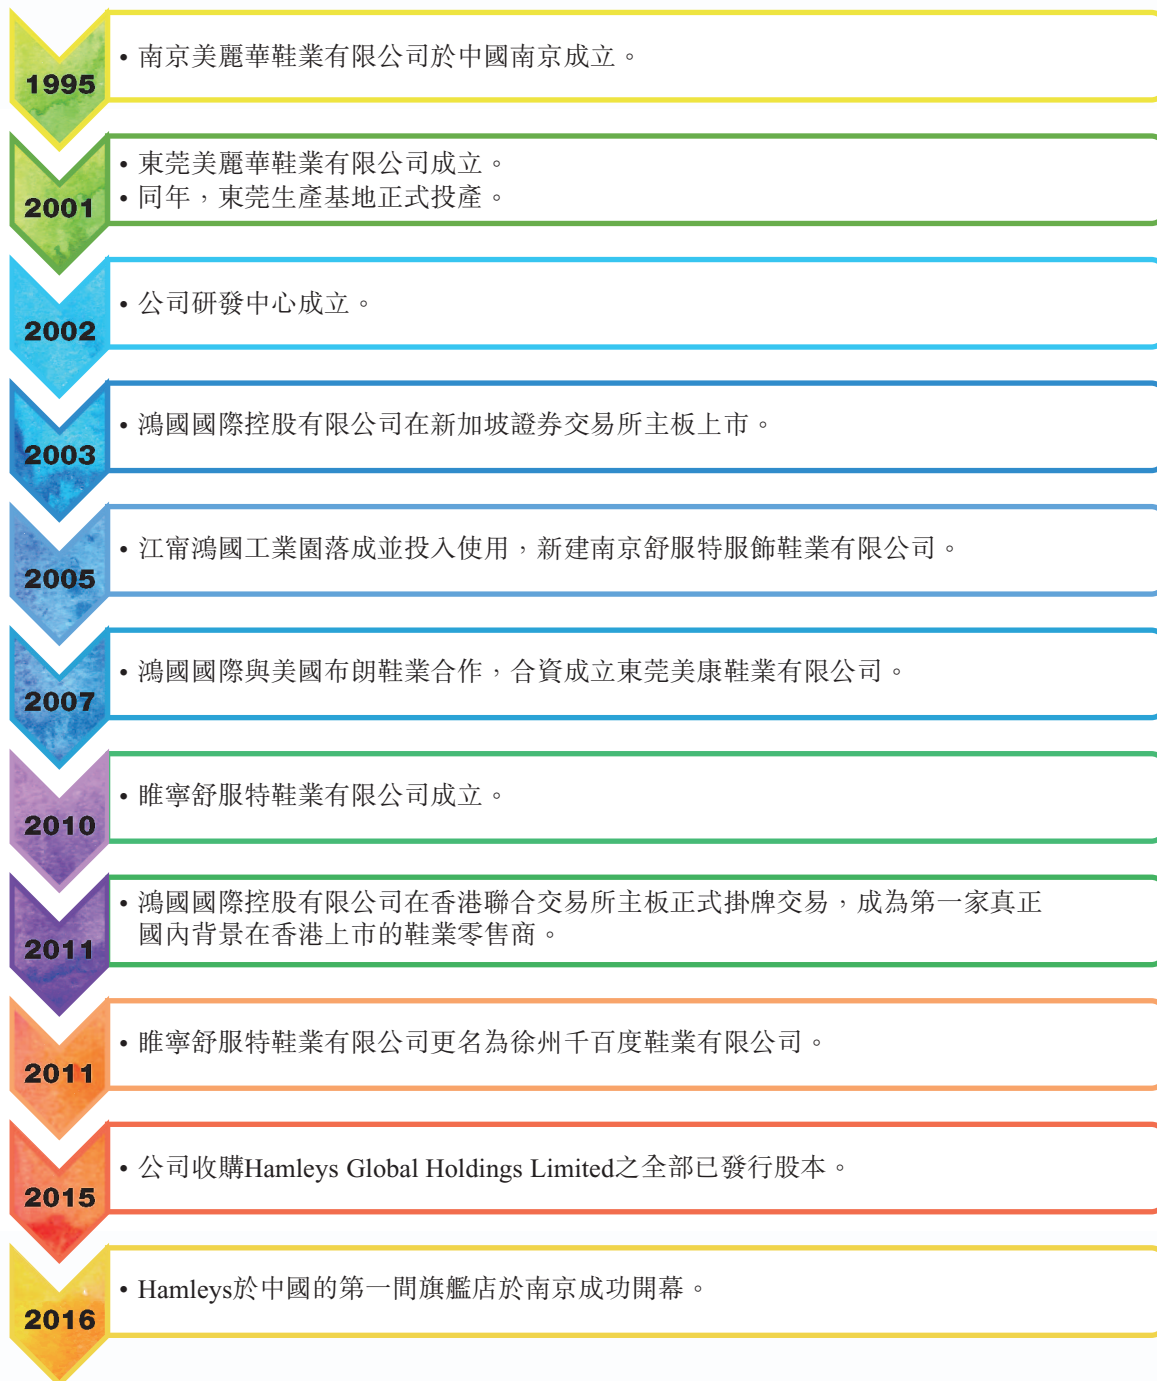 1995
• 南京美麗華鞋業有限公司於中國南京成立。
2001
• 東莞美麗華鞋業有限公司成立。
• 同年，東莞生產基地正式投產。
2002
• 公司研發中心成立。
2003
• 鴻國國際控股有限公司在新加坡證券交易所主板上市。
2005
• 江甯鴻國工業園落成並投入使用，新建南京舒服特服飾鞋業有限公司。
2007
• 鴻國國際與美國布朗鞋業合作，合資成立東莞美康鞋業有限公司。
2010
• 睢寧舒服特鞋業有限公司成立。
2011
• 鴻國國際控股有限公司在香港聯合交易所主板正式掛牌交易，成為第一家真正
國內背景在香港上市的鞋業零售商。
2011
• 睢寧舒服特鞋業有限公司更名為徐州千百度鞋業有限公司。
2015
• 公司收購Hamleys Global Holdings Limited之全部已發行股本。
2016
• Hamleys於中國的第一間旗艦店於南京成功開幕。